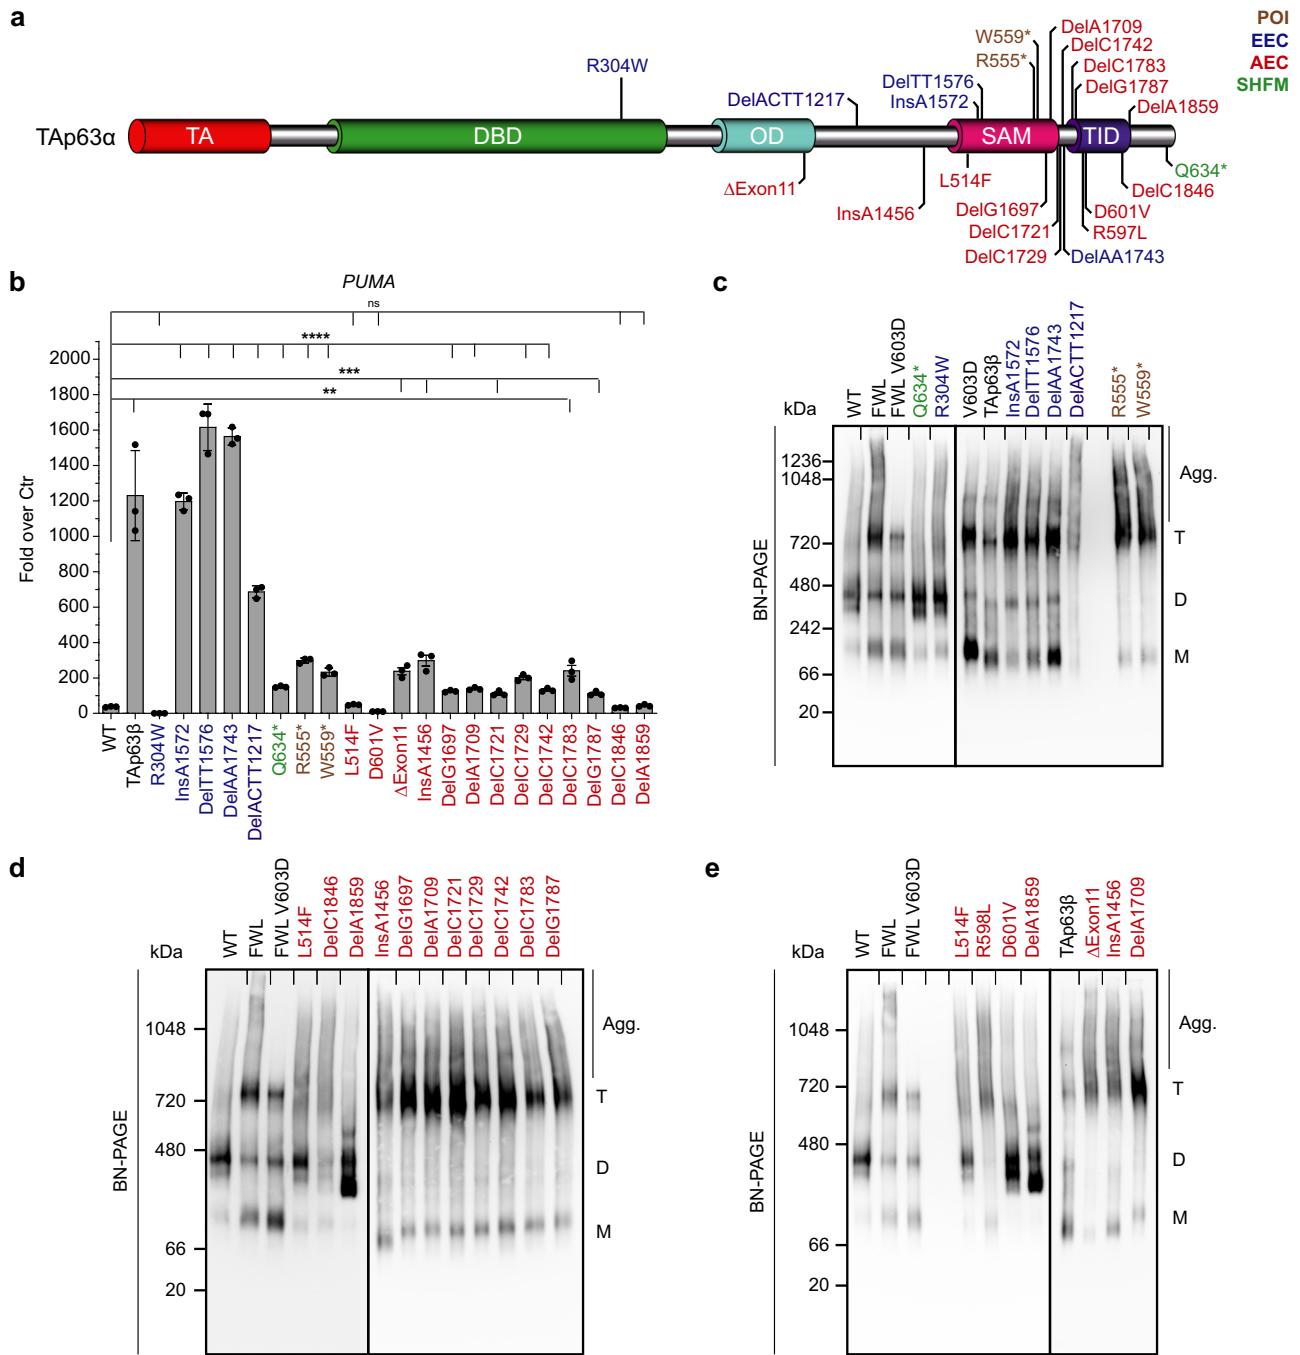 a
POI
EEC
AEC
SHFM
DelA1709
W559*
DelC1742
R555*
DelC1783
R304W
DelTT1576
DelG1787
DelACTT1217
InsA1572
DelA1859
TAp63α
TA
DBD
OD
SAM
TID
Q634*
ΔExon11
L514F
DelC1846
InsA1456
DelG1697
D601V
DelC1721
R597L
DelC1729
DelAA1743
b
PUMA
ns
****
***
**
Fold over Ctr
2000
1800
1600
1400
1200
1000
800
600
400
200
0
WT
TAp63β
R304W
InsA1572
DelTT1576
DelAA1743
DelACTT1217
Q634*
R555*
W559*
L514F
D601V
ΔExon11
InsA1456
DelG1697
DelA1709
DelC1721
DelC1729
DelC1742
DelC1783
DelG1787
DelC1846
DelA1859
c
kDa
WT
FWL
FWL V603D
Q634*
R304W
V603D
TAp63β
InsA1572
DelTT1576
DelAA1743
DelACTT1217
R555*
W559*
BN-PAGE
1236
1048
720
480
242
66
20
Agg.
T
D
M
d
kDa
WT
FWL
FWL V603D
L514F
DelC1846
DelA1859
InsA1456
DelG1697
DelA1709
DelC1721
DelC1729
DelC1742
DelC1783
DelG1787
BN-PAGE
1048
720
480
66
20
Agg.
T
D
M
e
kDa
WT
FWL
FWL V603D
L514F
R598L
D601V
DelA1859
TAp63β
ΔExon11
InsA1456
DelA1709
BN-PAGE
1048
720
480
66
20
Agg.
T
D
M